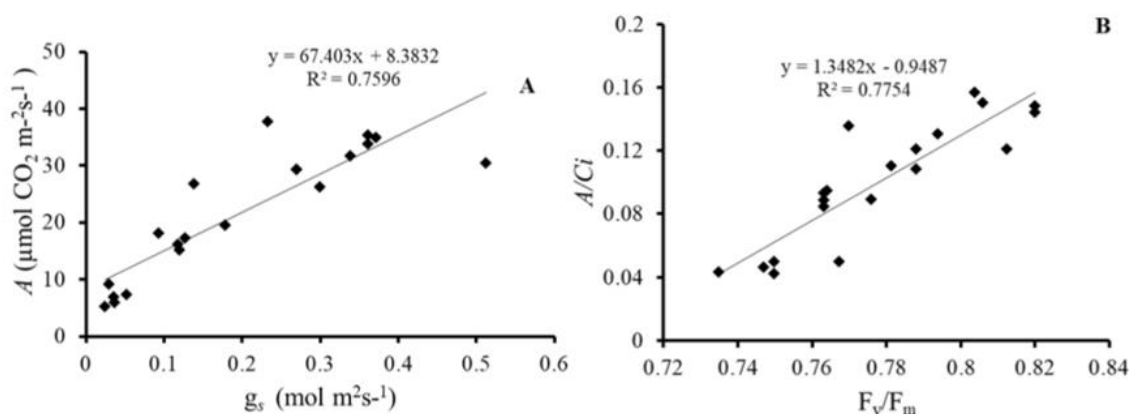 A
y = 67.403x + 8.3832
R² = 0.7596
50
40
30
20
10
0
A (µmol CO₂ m-²s-¹)
0 0.1 0.2 0.3 0.4 0.5 0.6
gₛ (mol m²s-¹)
B
y = 1.3482x - 0.9487
R² = 0.7754
0.2
0.16
0.12
0.08
0.04
0
A/Ci
0.72 0.74 0.76 0.78 0.8 0.82 0.84
Fᵥ/Fₘ